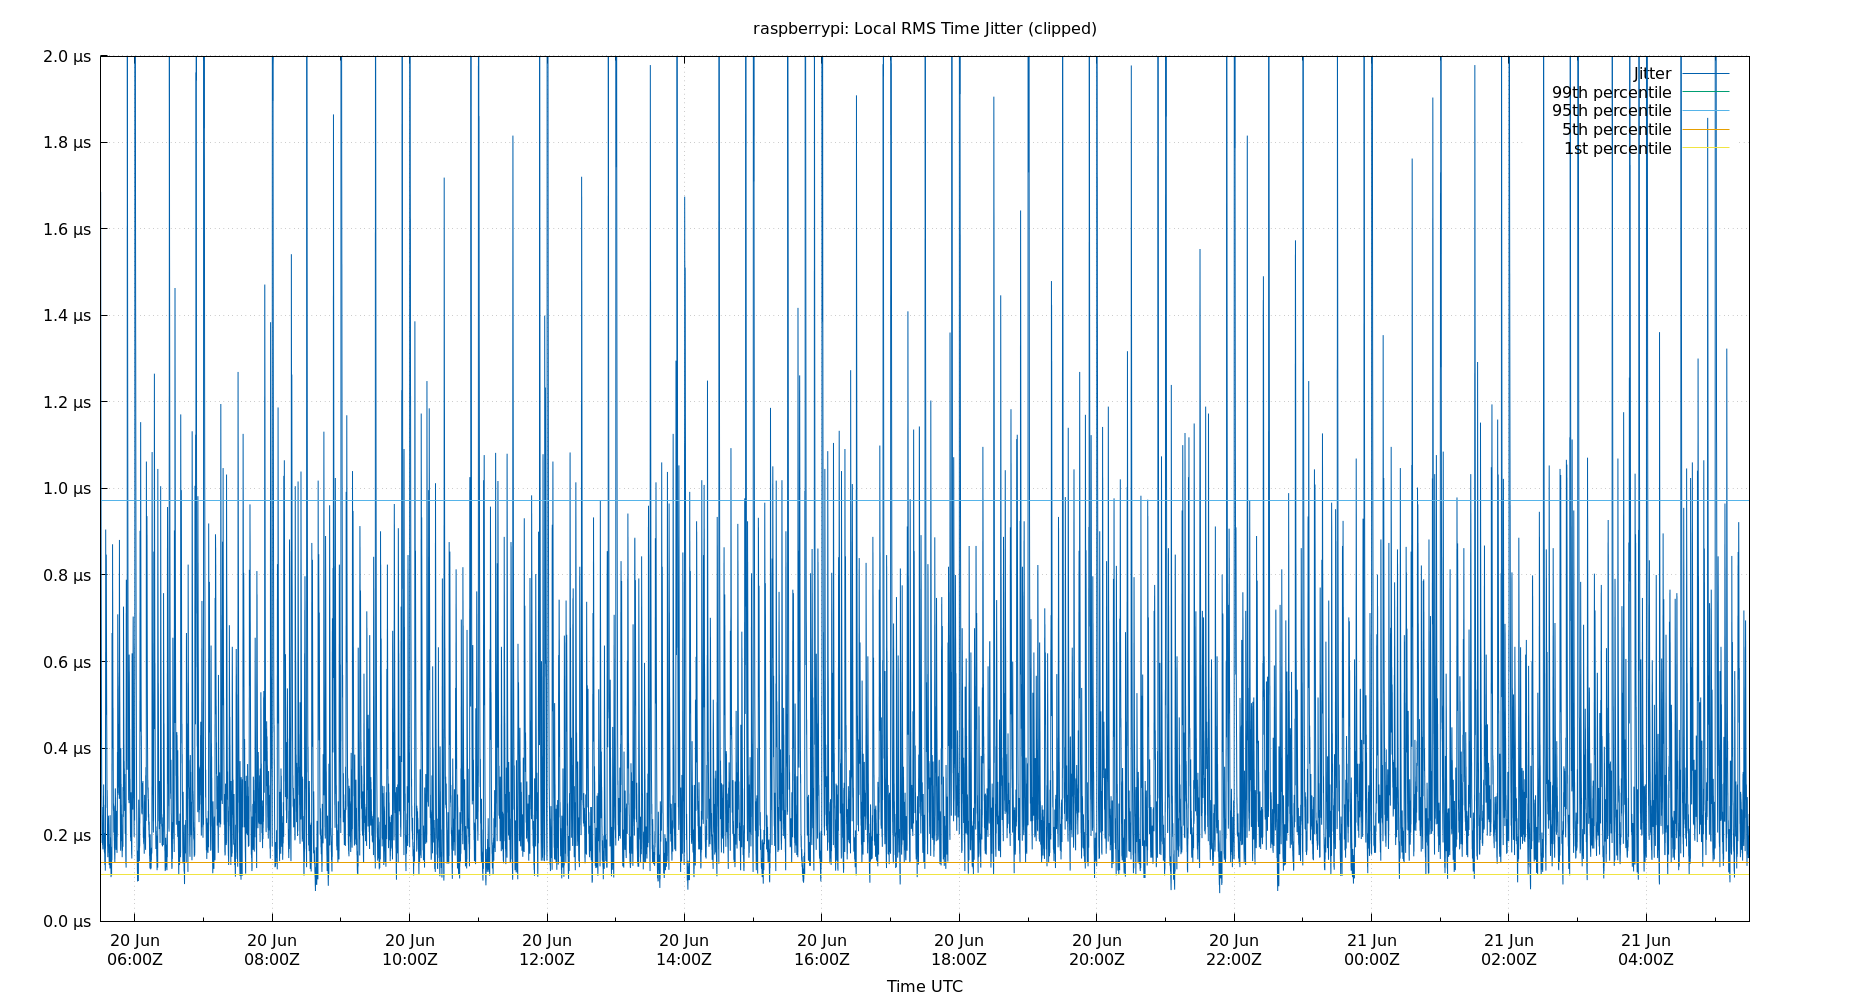 raspberrypi: Local RMS Time Jitter (clipped)
2.0 µs
1.8 µs
1.6 µs
1.4 µs
1.2 µs
1.0 µs
0.8 µs
0.6 µs
0.4 µs
0.2 µs
0.0 µs
Jitter
99th percentile
95th percentile
5th percentile
1st percentile
20 Jun 20 Jun 20 Jun 20 Jun 20 Jun 20 Jun 20 Jun 20 Jun 20 Jun 21 Jun 21 Jun 21 Jun
06:00Z 08:00Z 10:00Z 12:00Z 14:00Z 16:00Z 18:00Z 20:00Z 22:00Z 00:00Z 02:00Z 04:00Z
Time UTC